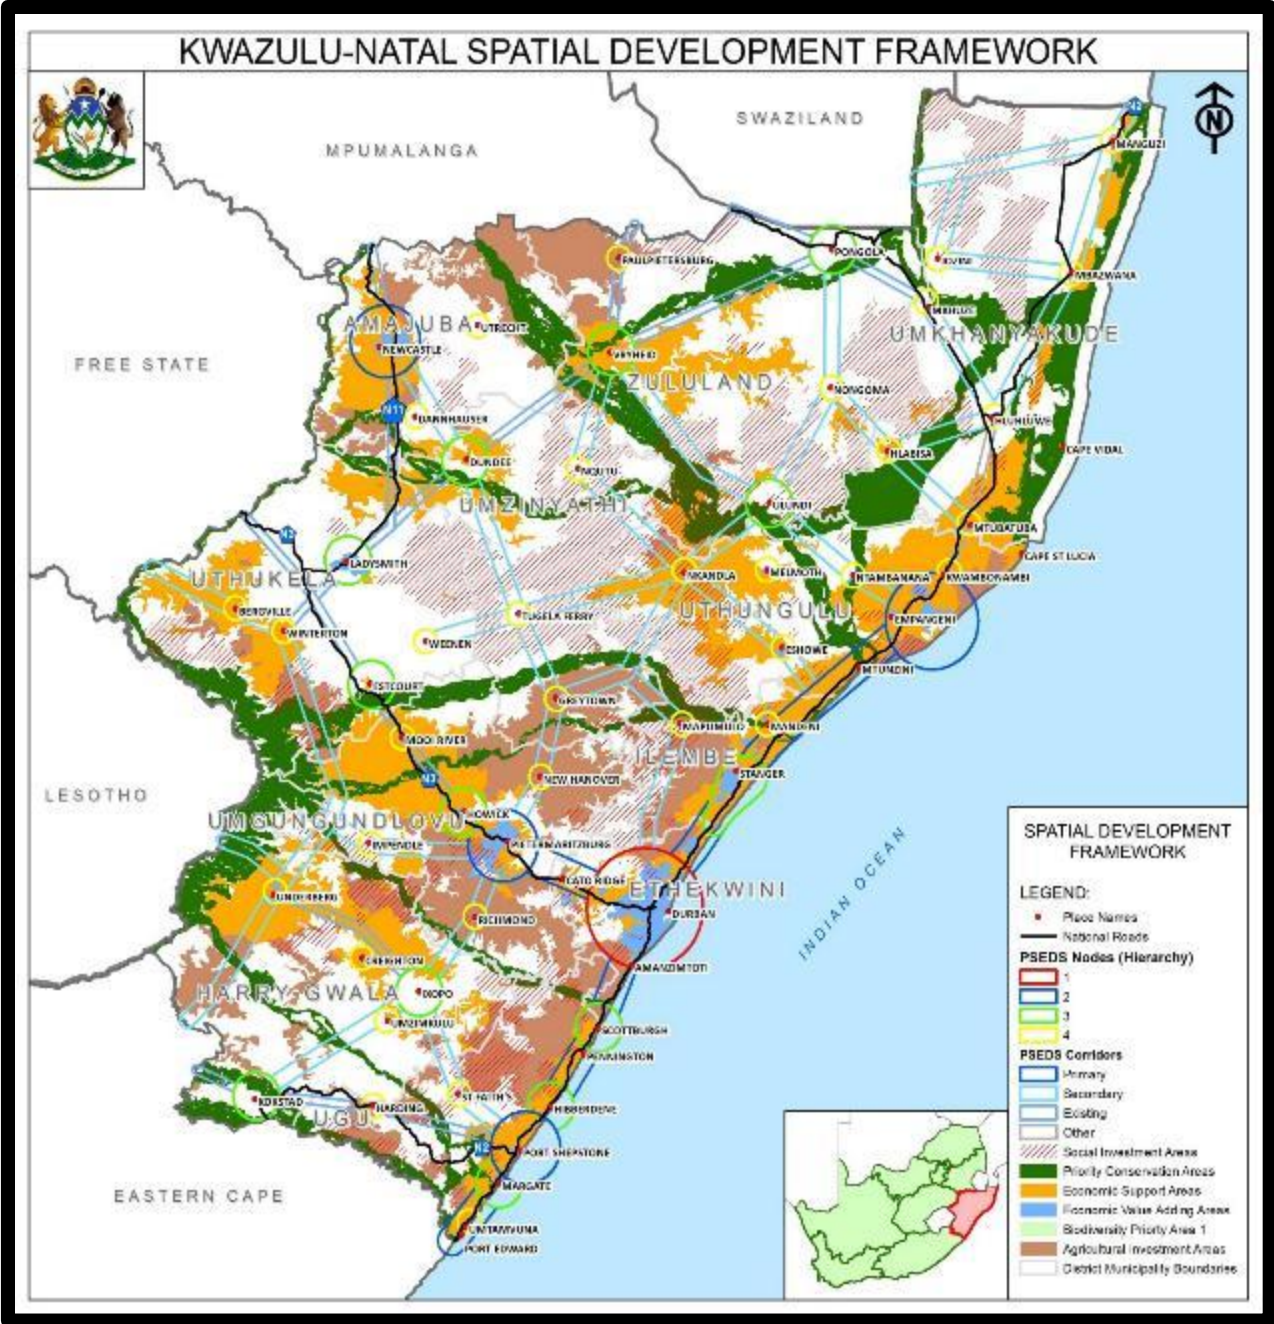 KWAZULU-NATAL SPATIAL DEVELOPMENT FRAMEWORK
N
SWAZILAND
MPUMALANGA
N2
MANGUZI
PONGOLA
PAULPIETERSBURG
MBAZWANA
MKHUZE
AMAJUBA
UTRECHT
UMKHANYAKUDE
NEWCASTLE
VRYHEID
FREE STATE
ZULULAND
NONGOMA
N11
DANNHAUSER
HLUHLUWE
CAPE VIDAL
HLABISA
DUNDEE
NQUTU
UMZINYATHI
ULUNDI
MTUBATUBA
CAPE ST LUCIA
LADYSMITH
UTHUKELA
NKANDLA
MELMOTH
NTAMBANANA
KWAMBONAMBI
BERGVILLE
TUGELA FERRY
UTHUNGULU
EMPANGENI
WINTERTON
WEENEN
ESHOWE
MTUNZINI
ESTCOURT
GREYTOWN
MAPUMULO
MANDENI
MOOI RIVER
ILEMBE
STANGER
N3
NEW HANOVER
LESOTHO
HOWICK
UMGUNGUNDLOVU
IMPENDLE
PIETERMARITZBURG
CATO RIDGE
ETHEKWINI
UNDERBERG
DURBAN
RICHMOND
INDIAN OCEAN
CREIGHTON
AMANZIMTOTI
HARRY GWALA
IXOPO
UMZIMKULU
SCOTTBURGH
PENNINGTON
KOKSTAD
ST FAITHS
HARDING
HIBBERDENE
UGU
N2
PORT SHEPSTONE
MARGATE
EASTERN CAPE
UMTAMVUNA
PORT EDWARD
SPATIAL DEVELOPMENT
FRAMEWORK
LEGEND:
Place Names
National Roads
PSEDS Nodes (Hierarchy)
1
2
3
4
PSEDS Corridors
Primary
Secondary
Existing
Other
Social Investment Areas
Priority Conservation Areas
Economic Support Areas
Economic Value Adding Areas
Biodiversity Priority Area 1
Agricultural Investment Areas
District Municipality Boundaries